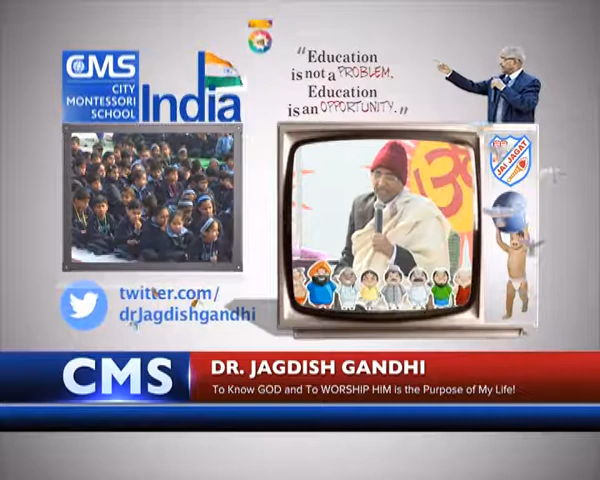 CMS
CITY
MONTESSORI
SCHOOL
India
“Education
is not a PROBLEM.
Education
is an OPPORTUNITY.”
JAI JAGAT
twitter.com/
drJagdishgandhi
CMS
DR. JAGDISH GANDHI
To Know GOD and To WORSHIP HIM is the Purpose of My Life!